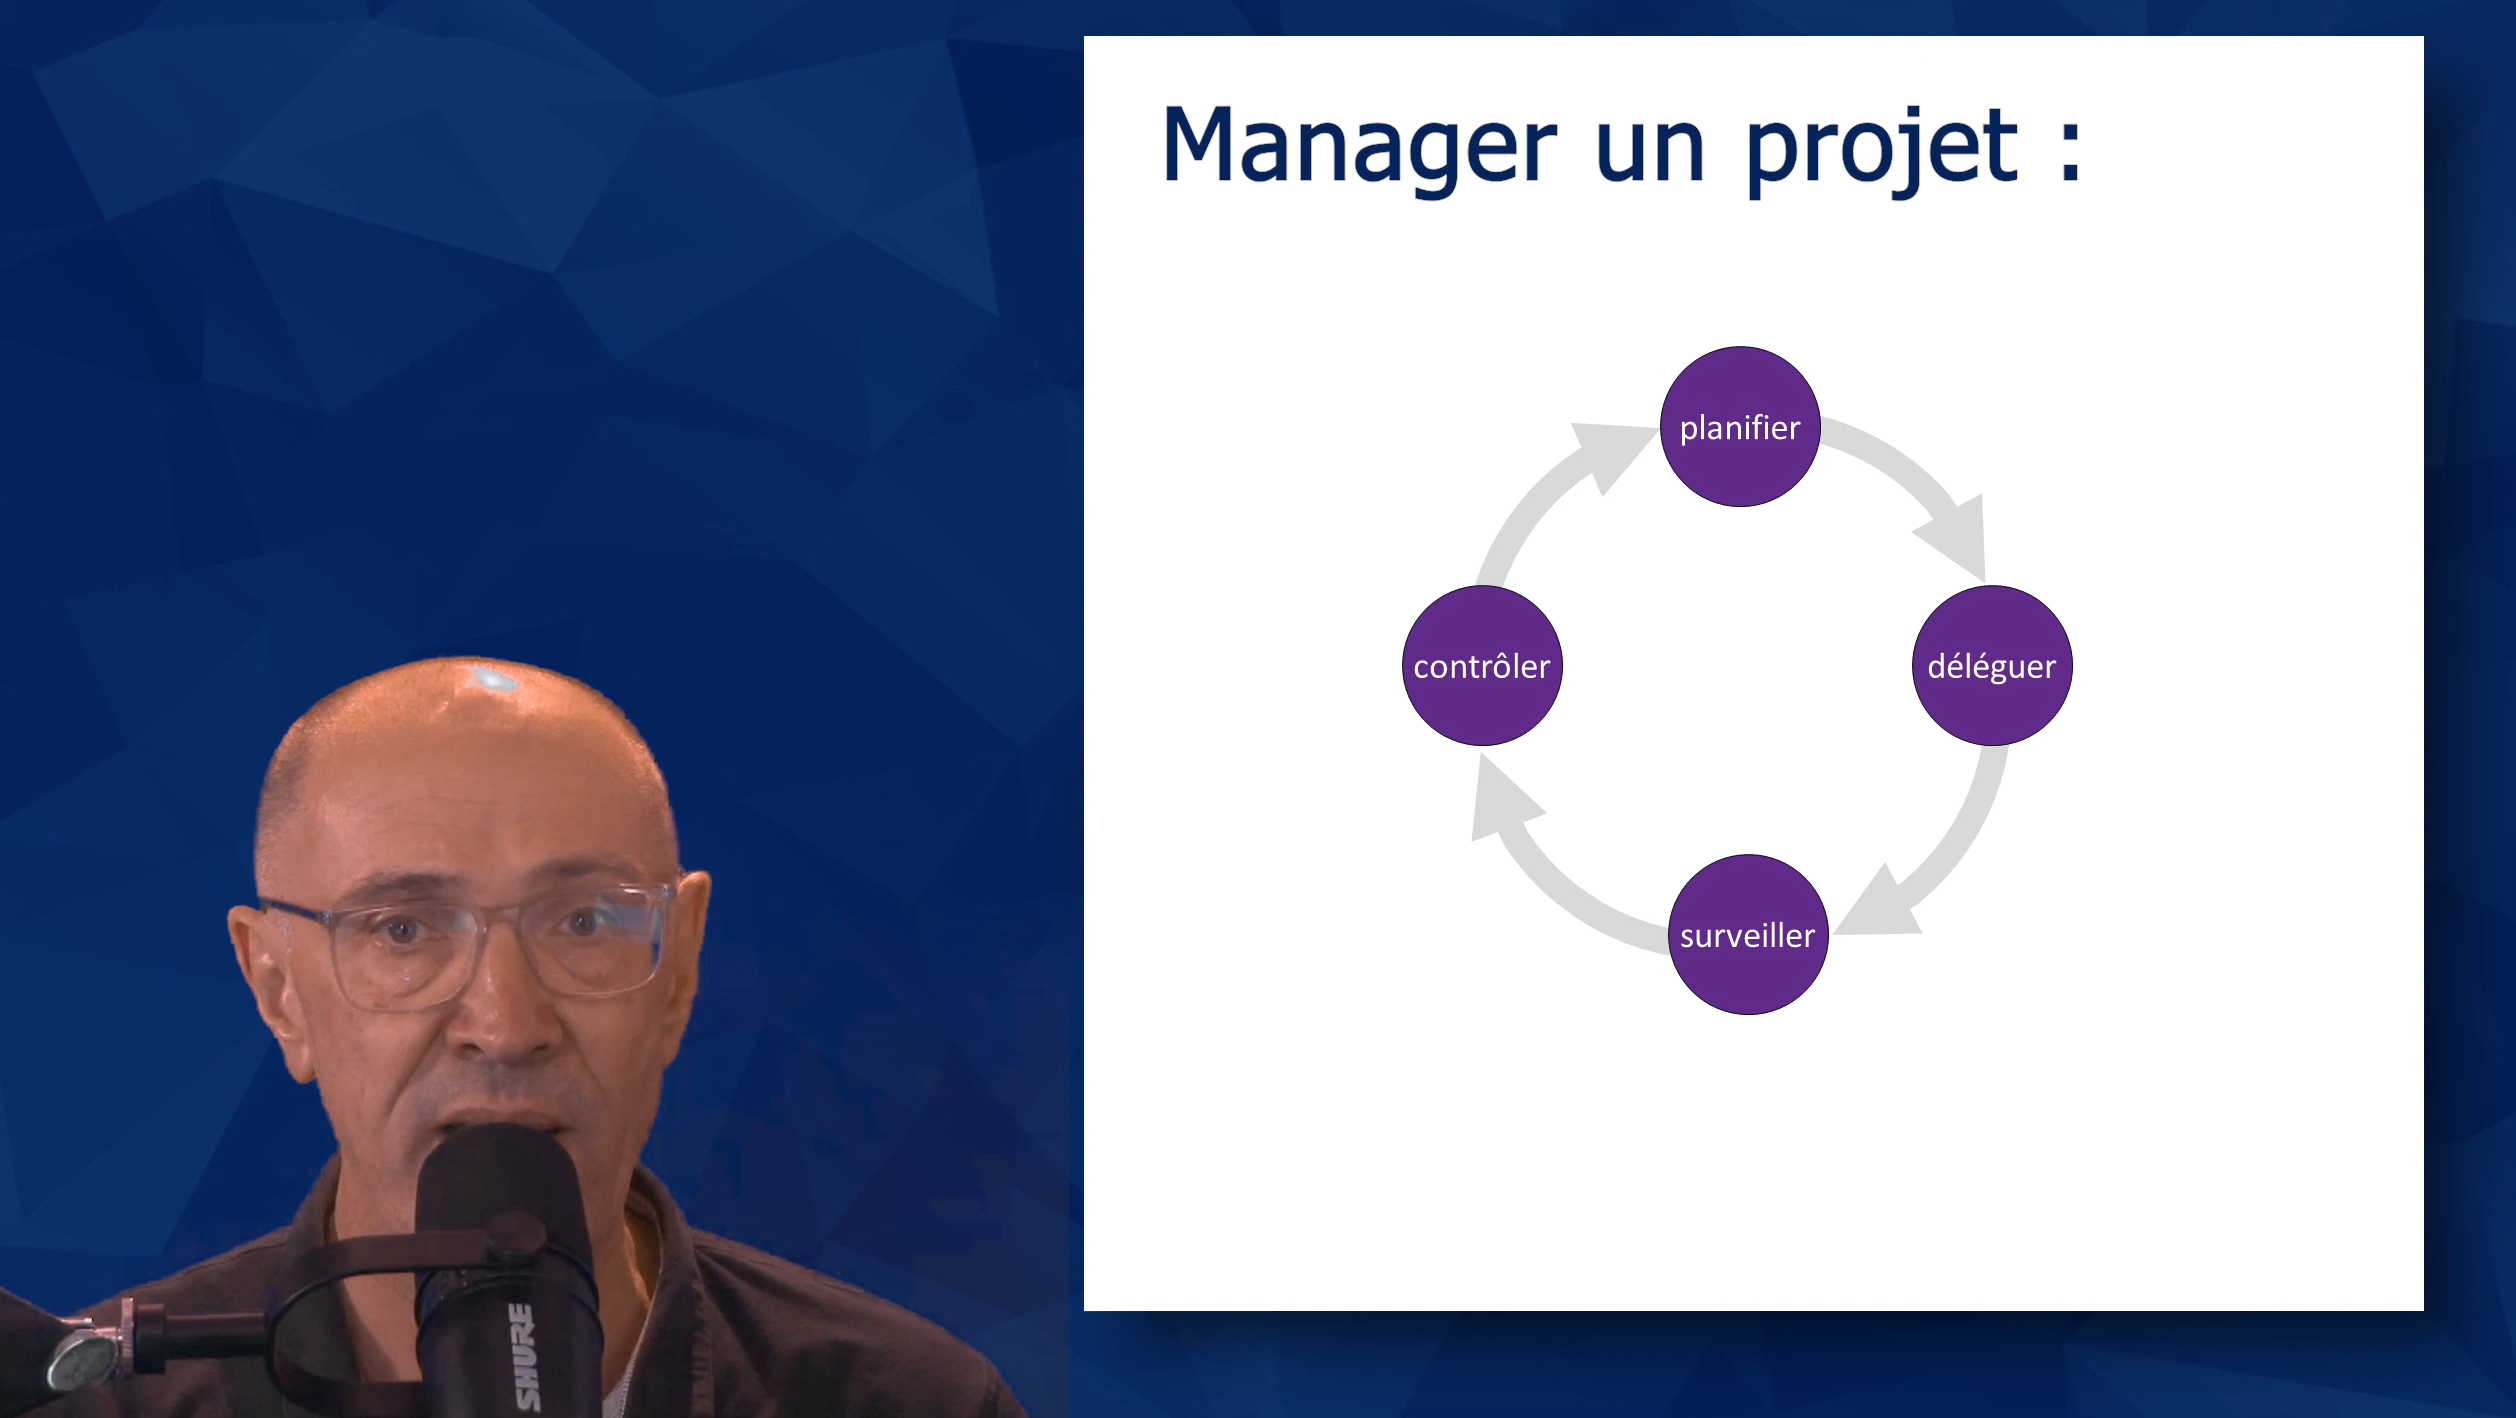 Manager un projet :
planifier
contrôler
déléguer
surveiller
SHURE